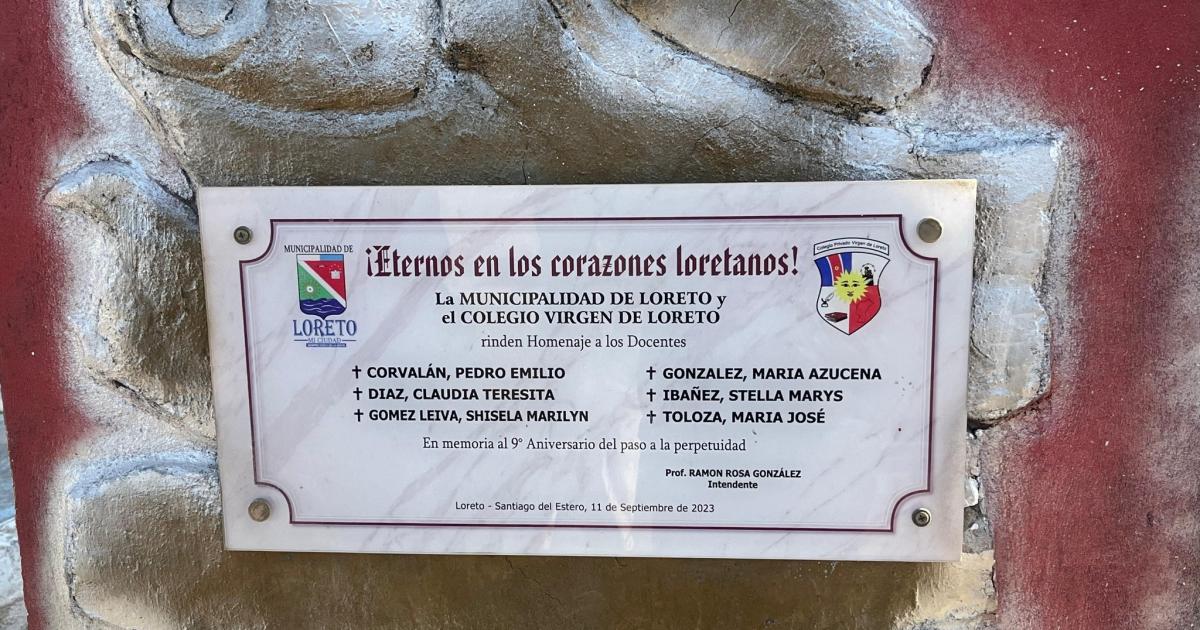 MUNICIPALIDAD DE
LORETO
MI CIUDAD
¡Eternos en los corazones loretanos!
Colegio Privado Virgen de Loreto
La MUNICIPALIDAD DE LORETO y
el COLEGIO VIRGEN DE LORETO
rinden Homenaje a los Docentes
✝ CORVALÁN, PEDRO EMILIO
✝ DIAZ, CLAUDIA TERESITA
✝ GOMEZ LEIVA, SHISELA MARILYN
✝ GONZALEZ, MARIA AZUCENA
✝ IBAÑEZ, STELLA MARYS
✝ TOLOZA, MARIA JOSÉ
En memoria al 9° Aniversario del paso a la perpetuidad
Prof. RAMON ROSA GONZÁLEZ
Intendente
Loreto - Santiago del Estero, 11 de Septiembre de 2023